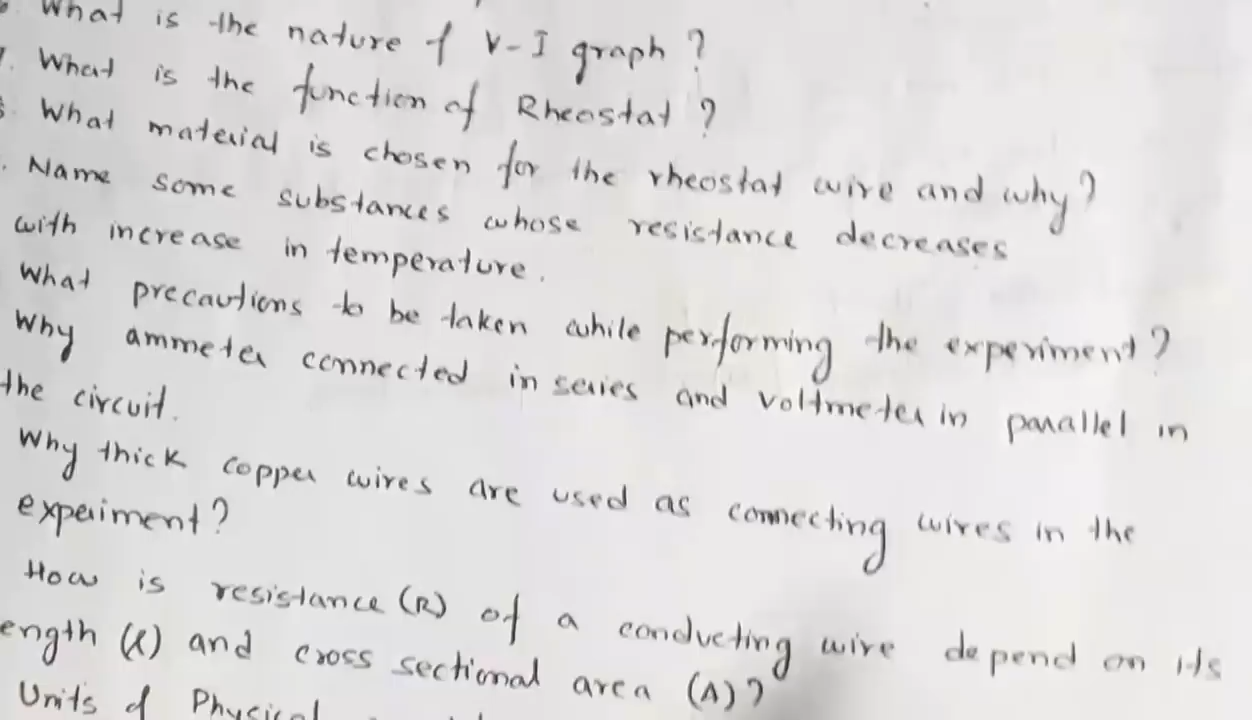 What is the nature of V-I graph ?
7. What is the function of Rheostat ?
8. What material is chosen for the rheostat wire and why?
. Name some substances whose resistance decreases
with increase in temperature.
What precautions to be taken while performing the experiment?
Why ammeter connected in series and voltmeter in parallel in
the circuit.
Why thick copper wires are used as connecting wires in the
experiment?
How is resistance (R) of a conducting wire depend on its
ength (l) and cross sectional area (A)?
Units of Physical